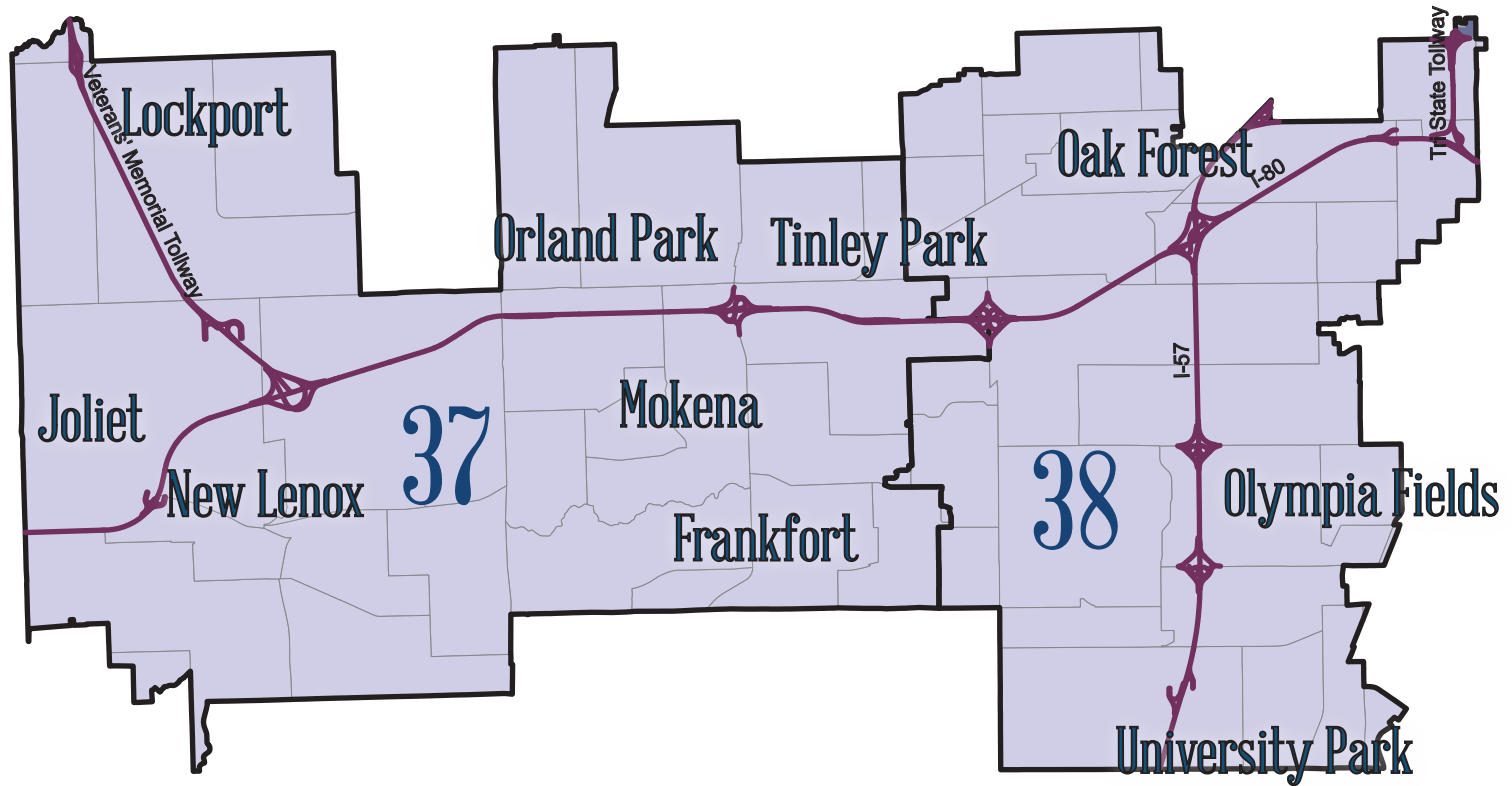 Tri State Tollway
Veterans' Memorial Tollway
Lockport
Oak Forest
I-80
Orland Park
Tinley Park
I-57
Joliet
Mokena
37
New Lenox
38
Olympia Fields
Frankfort
University Park